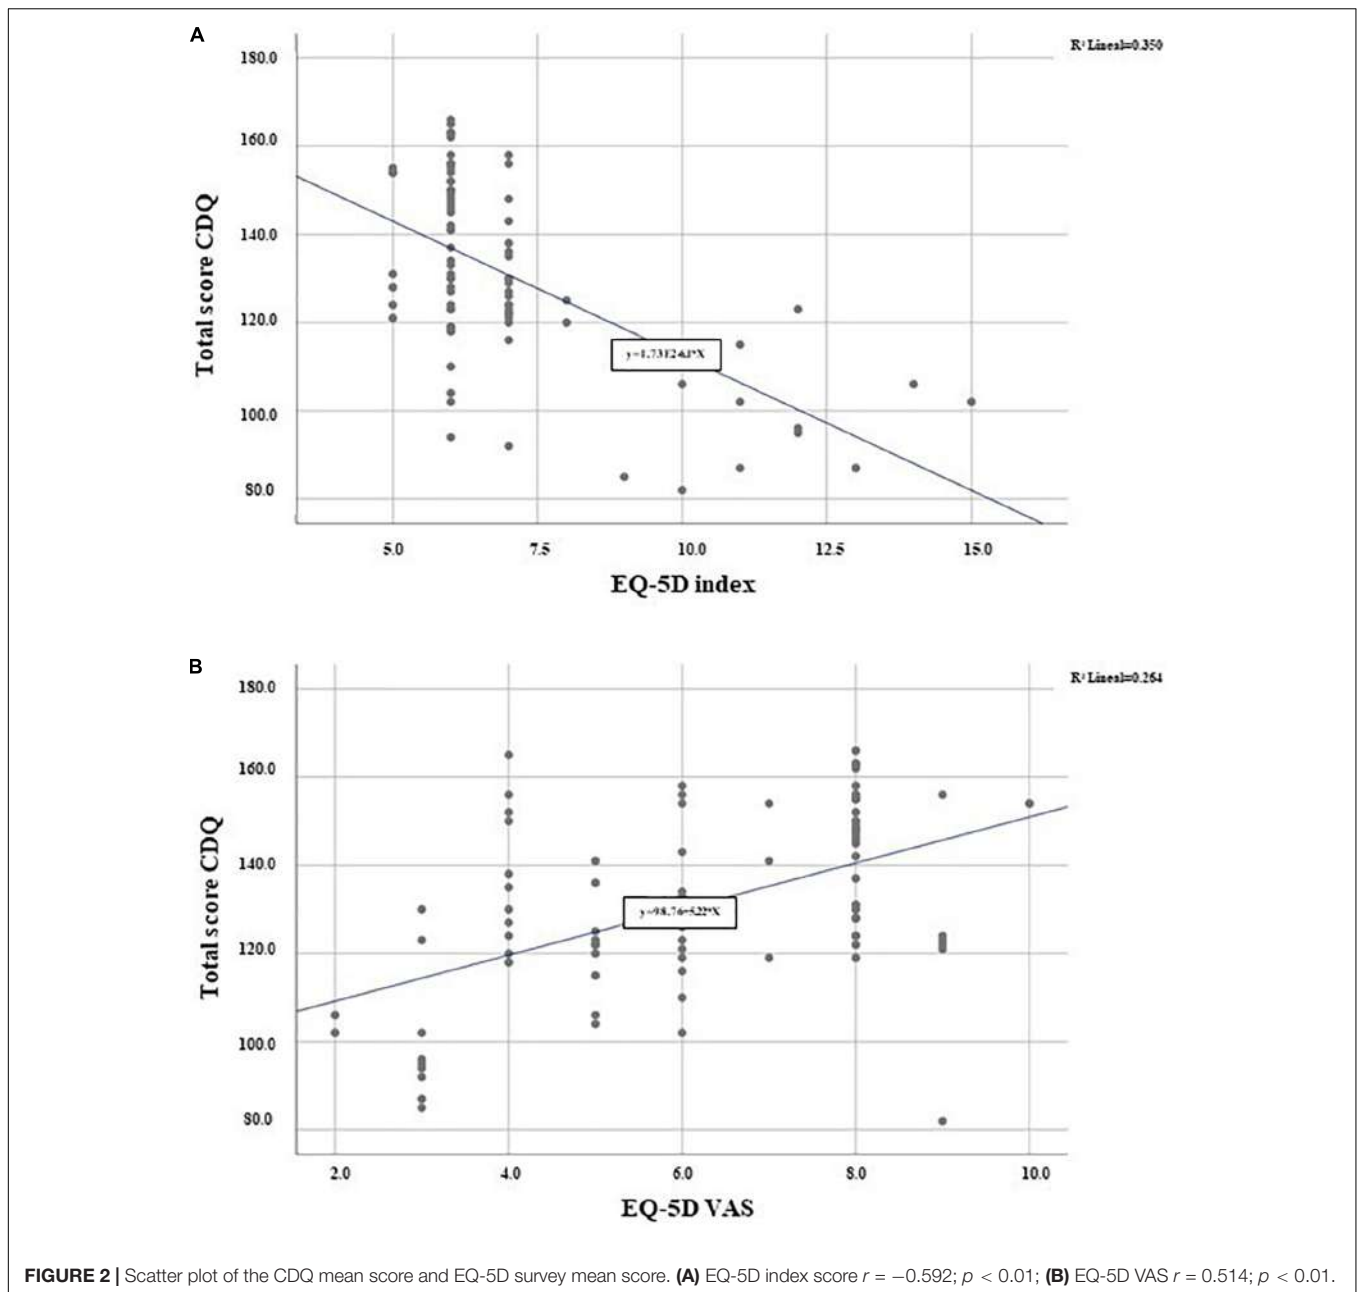 A
R² Lineal=0.350
180.0
160.0
140.0
120.0
100.0
80.0
Total score CDQ
5.0 7.5 10.0 12.5 15.0
EQ-5D index
B
R² Lineal=0.264
180.0
160.0
140.0
120.0
100.0
80.0
Total score CDQ
2.0 4.0 6.0 8.0 10.0
EQ-5D VAS
FIGURE 2 | Scatter plot of the CDQ mean score and EQ-5D survey mean score. (A) EQ-5D index score r = −0.592; p < 0.01; (B) EQ-5D VAS r = 0.514; p < 0.01.